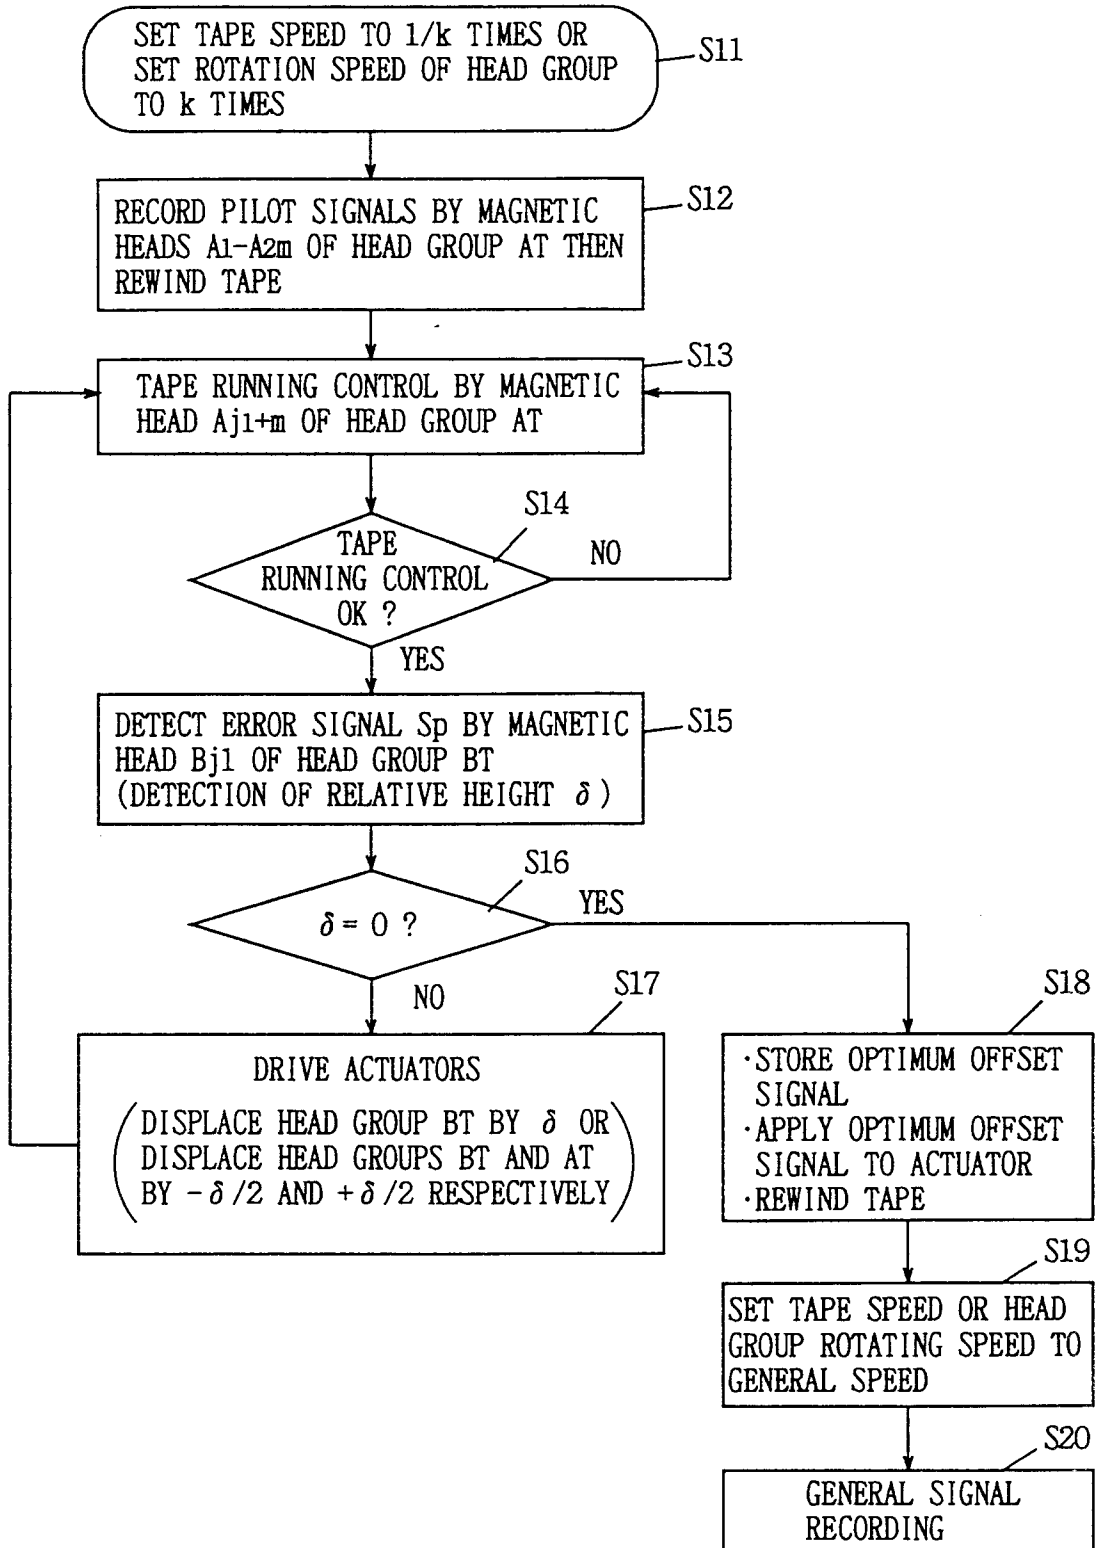 SET TAPE SPEED TO 1/k TIMES OR
SET ROTATION SPEED OF HEAD GROUP
TO k TIMES
S11
S12
RECORD PILOT SIGNALS BY MAGNETIC
HEADS A1-A2m OF HEAD GROUP AT THEN
REWIND TAPE
S13
TAPE RUNNING CONTROL BY MAGNETIC
HEAD Aj1+m OF HEAD GROUP AT
S14
TAPE
RUNNING CONTROL
OK ?
NO
YES
S15
DETECT ERROR SIGNAL Sp BY MAGNETIC
HEAD Bj1 OF HEAD GROUP BT
(DETECTION OF RELATIVE HEIGHT δ)
S16
δ = 0 ?
YES
NO
S17
DRIVE ACTUATORS
(DISPLACE HEAD GROUP BT BY δ OR
DISPLACE HEAD GROUPS BT AND AT
BY -δ/2 AND +δ/2 RESPECTIVELY)
S18
·STORE OPTIMUM OFFSET
SIGNAL
·APPLY OPTIMUM OFFSET
SIGNAL TO ACTUATOR
·REWIND TAPE
S19
SET TAPE SPEED OR HEAD
GROUP ROTATING SPEED TO
GENERAL SPEED
S20
GENERAL SIGNAL
RECORDING